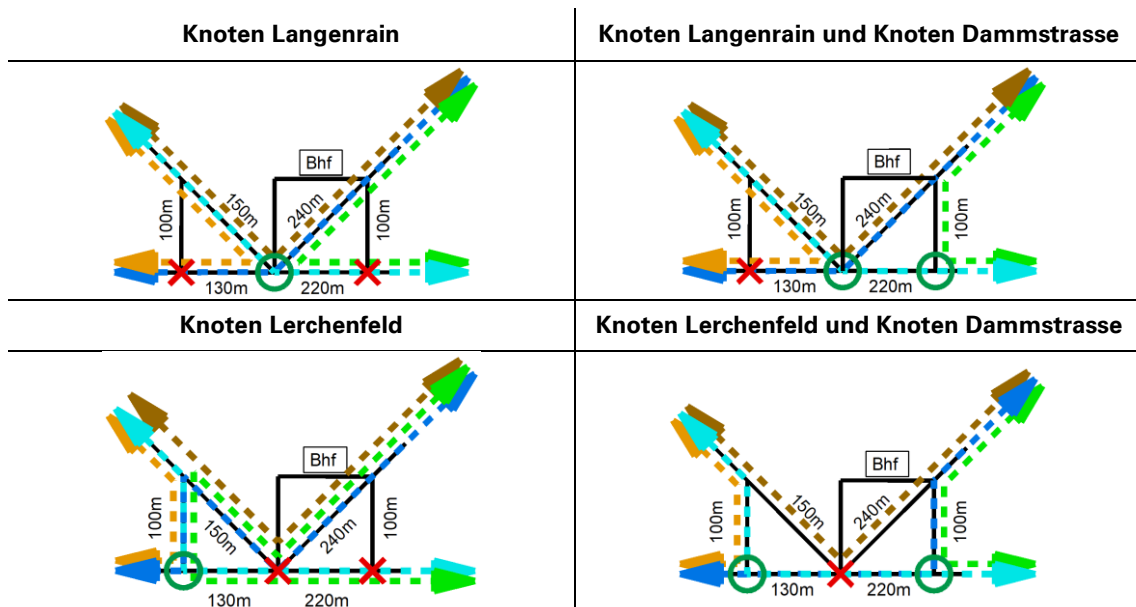 Knoten Langenrain
Knoten Langenrain und Knoten Dammstrasse
Bhf
100m
150m
240m
100m
130m
220m
Bhf
100m
150m
240m
100m
130m
220m
Knoten Lerchenfeld
Knoten Lerchenfeld und Knoten Dammstrasse
Bhf
100m
150m
240m
100m
130m
220m
Bhf
100m
150m
240m
100m
130m
220m